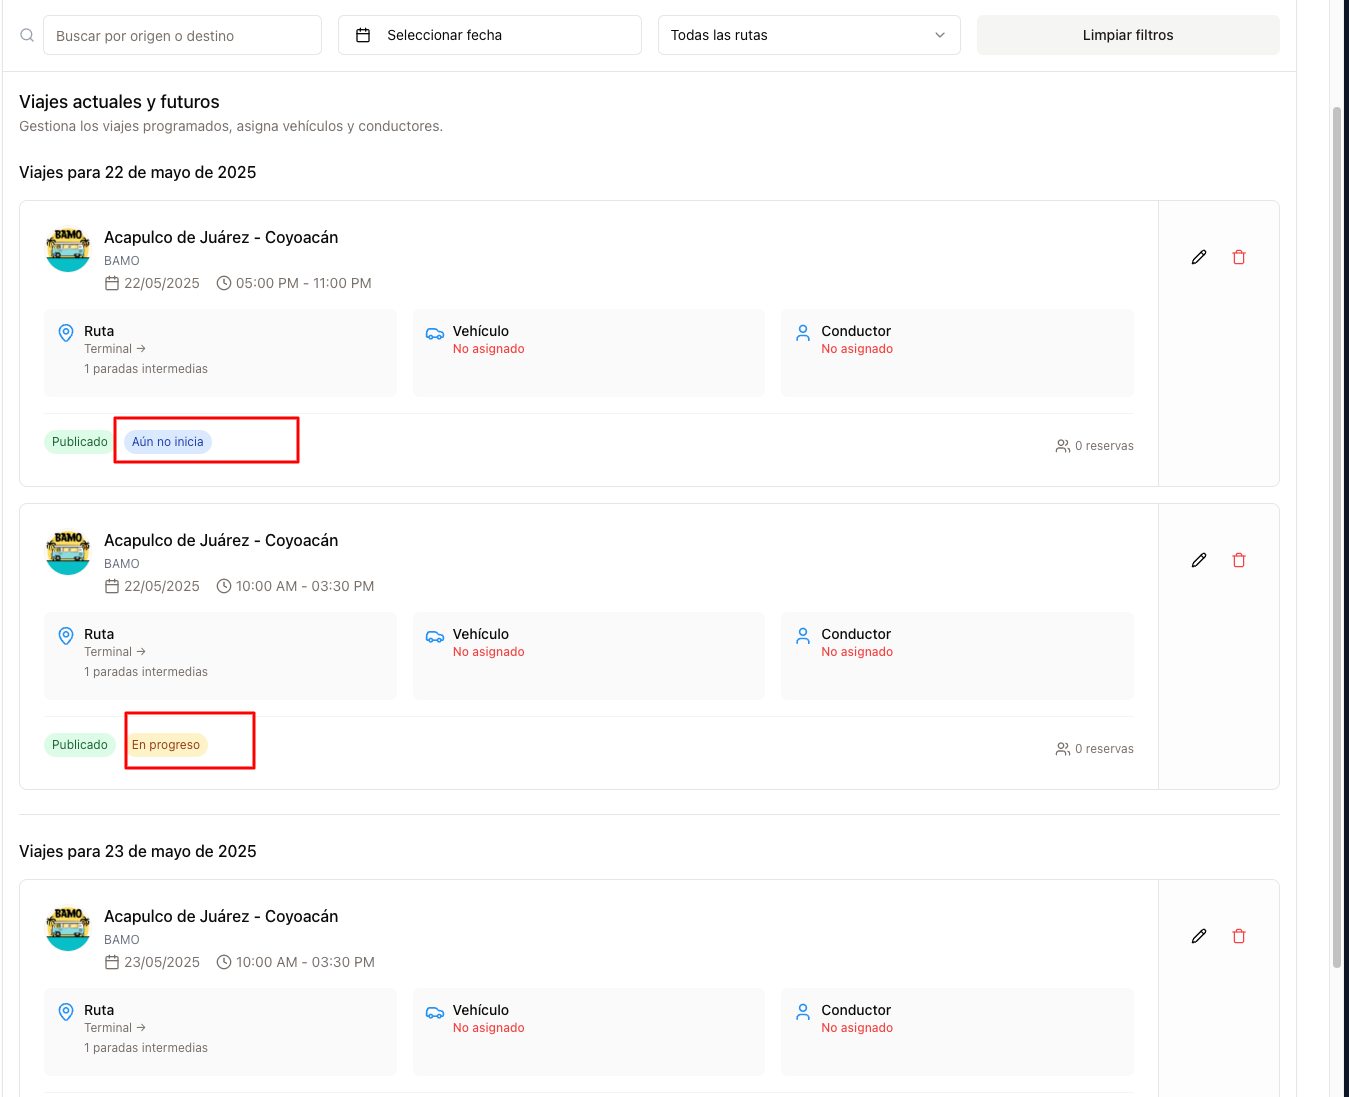 Buscar por origen o destino
Seleccionar fecha
Todas las rutas
Limpiar filtros
Viajes actuales y futuros
Gestiona los viajes programados, asigna vehículos y conductores.
Viajes para 22 de mayo de 2025
BAMO
Acapulco de Juárez - Coyoacán
BAMO
22/05/2025 05:00 PM - 11:00 PM
Ruta
Terminal →
1 paradas intermedias
Vehículo
No asignado
Conductor
No asignado
Publicado
Aún no inicia
0 reservas
BAMO
Acapulco de Juárez - Coyoacán
BAMO
22/05/2025 10:00 AM - 03:30 PM
Ruta
Terminal →
1 paradas intermedias
Vehículo
No asignado
Conductor
No asignado
Publicado
En progreso
0 reservas
Viajes para 23 de mayo de 2025
BAMO
Acapulco de Juárez - Coyoacán
BAMO
23/05/2025 10:00 AM - 03:30 PM
Ruta
Terminal →
1 paradas intermedias
Vehículo
No asignado
Conductor
No asignado